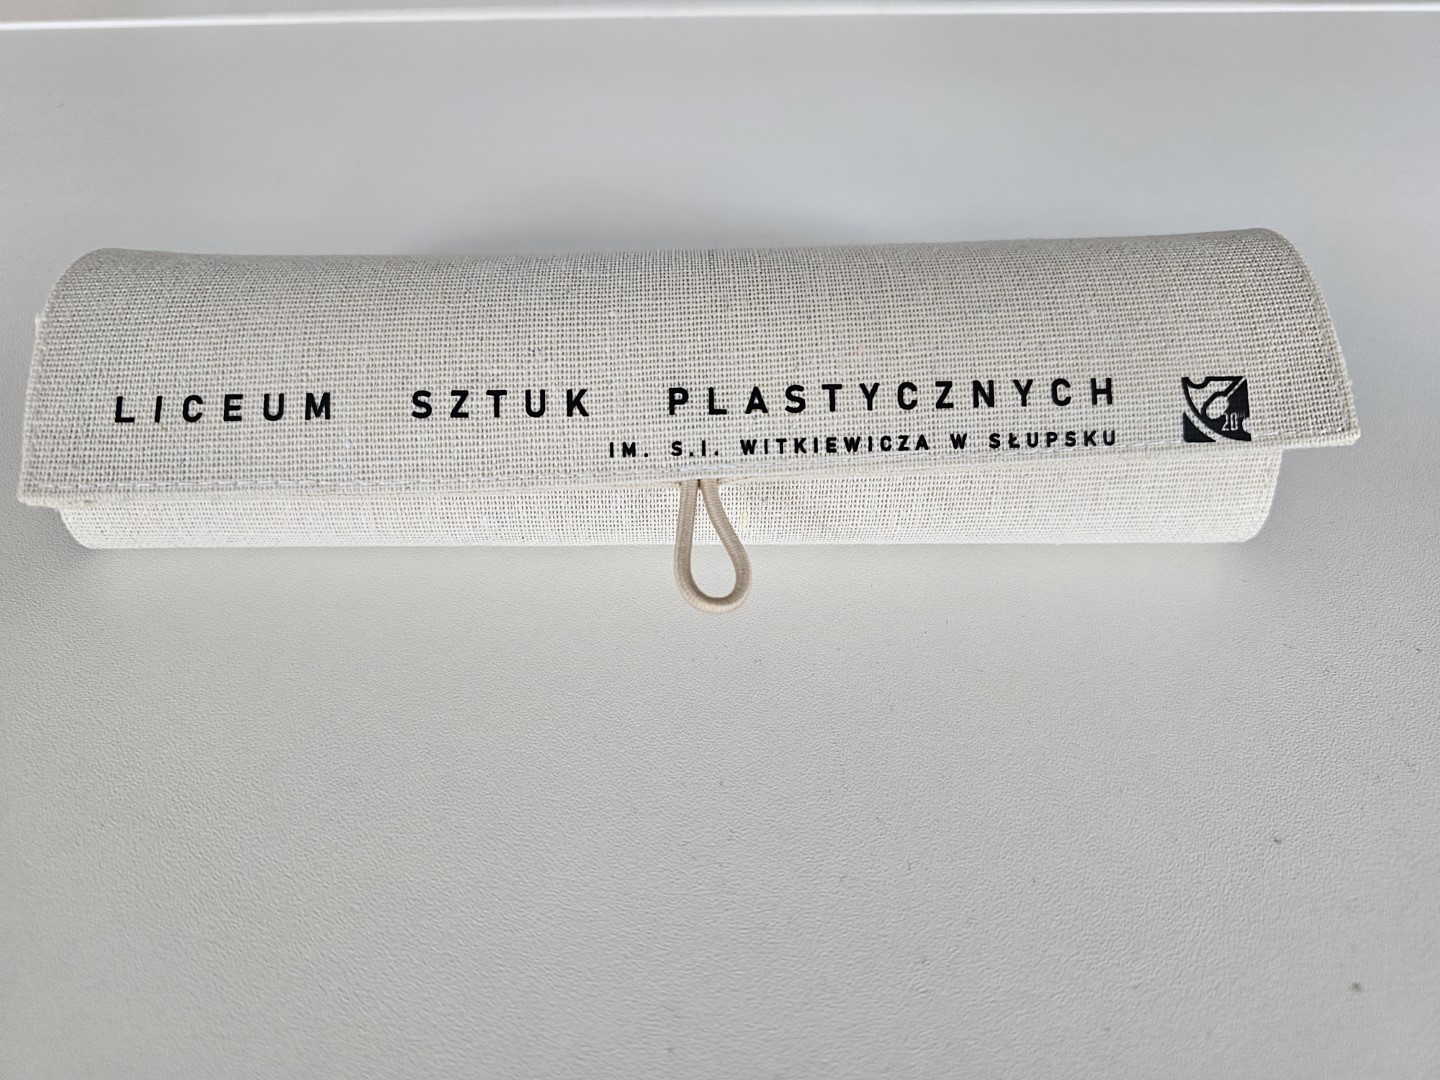 LICEUM SZTUK PLASTYCZNYCH
IM. S.I. WITKIEWICZA W SŁUPSKU